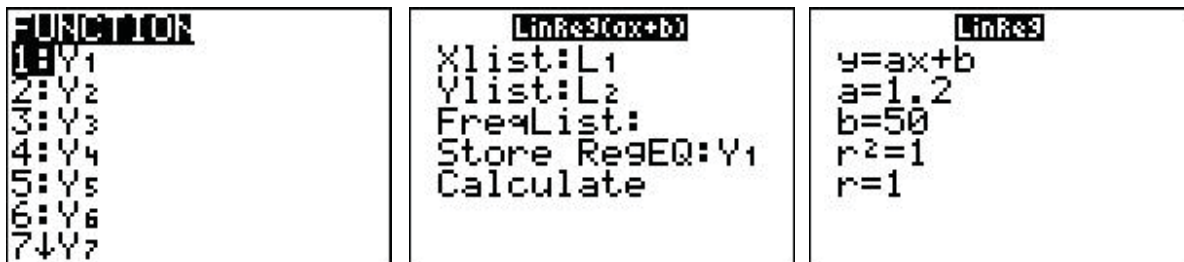 FUNCTION
1:Y₁
2:Y₂
3:Y₃
4:Y₄
5:Y₅
6:Y₆
7↓Y₇
LinReg(ax+b)
Xlist:L₁
Ylist:L₂
FreqList:
Store RegEQ:Y₁
Calculate
LinReg
y=ax+b
a=1.2
b=50
r²=1
r=1